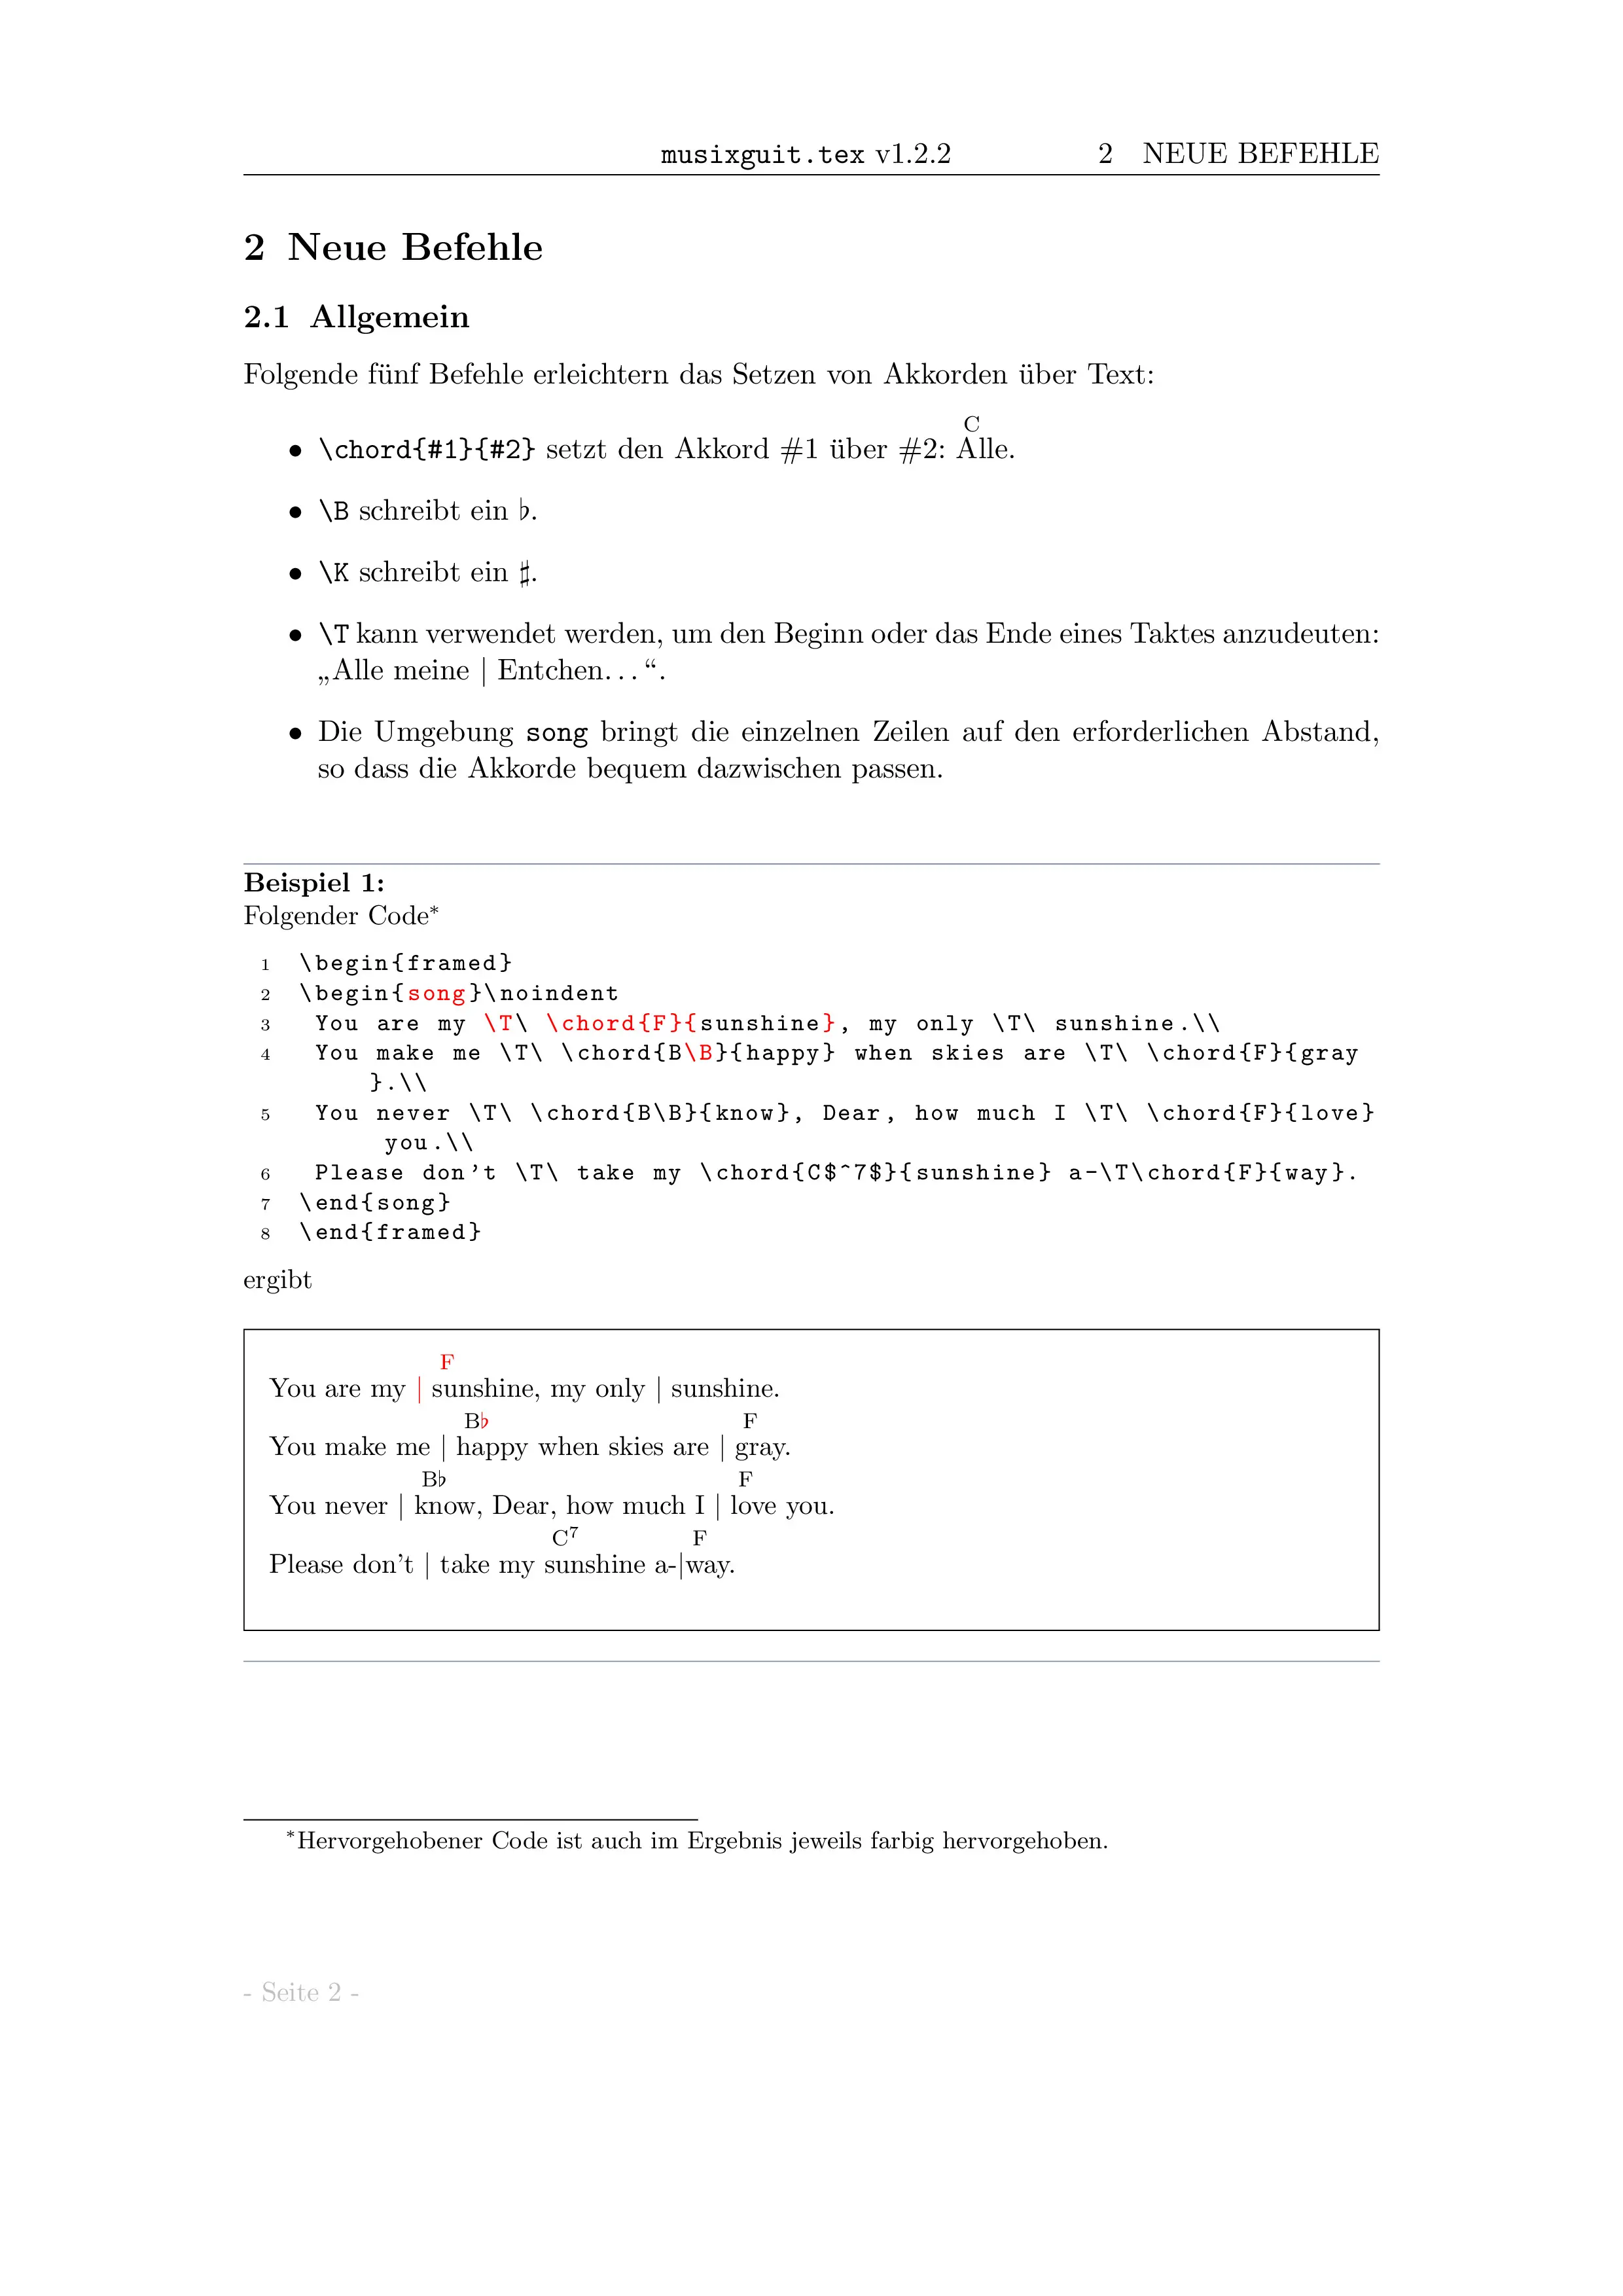 musixguit.tex v1.2.2 2 NEUE BEFEHLE
2 Neue Befehle
2.1 Allgemein
Folgende fünf Befehle erleichtern das Setzen von Akkorden über Text:
C
• \chord{#1}{#2} setzt den Akkord #1 über #2: Alle.
• \B schreibt ein ♭.
• \K schreibt ein ♯.
• \T kann verwendet werden, um den Beginn oder das Ende eines Taktes anzudeuten:
„Alle meine | Entchen...“.
• Die Umgebung song bringt die einzelnen Zeilen auf den erforderlichen Abstand,
so dass die Akkorde bequem dazwischen passen.
Beispiel 1:
Folgender Code*
1 \begin{framed}
2 \begin{song}\noindent
3 You are my \T\ \chord{F}{sunshine}, my only \T\ sunshine.\\
4 You make me \T\ \chord{B\B}{happy} when skies are \T\ \chord{F}{gray
}.\\
5 You never \T\ \chord{B\B}{know}, Dear, how much I \T\ \chord{F}{love}
you.\\
6 Please don't \T\ take my \chord{C$^7$}{sunshine} a-\T\chord{F}{way}.
7 \end{song}
8 \end{framed}
ergibt
F
You are my | sunshine, my only | sunshine.
B♭ F
You make me | happy when skies are | gray.
B♭ F
You never | know, Dear, how much I | love you.
C⁷ F
Please don't | take my sunshine a-|way.
*Hervorgehobener Code ist auch im Ergebnis jeweils farbig hervorgehoben.
- Seite 2 -